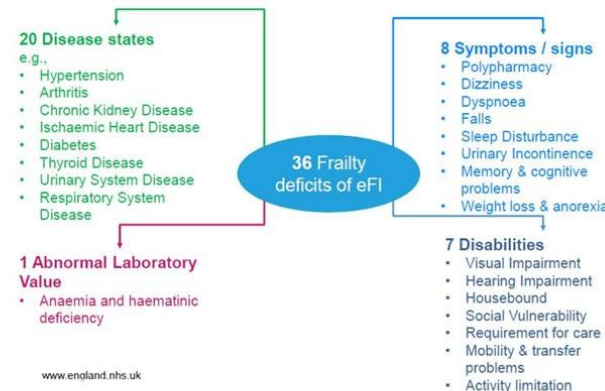 20 Disease states
e.g.,
• Hypertension
• Arthritis
• Chronic Kidney Disease
• Ischaemic Heart Disease
• Diabetes
• Thyroid Disease
• Urinary System Disease
• Respiratory System
Disease
1 Abnormal Laboratory
Value
• Anaemia and haematinic
deficiency
36 Frailty
deficits of eFI
8 Symptoms / signs
• Polypharmacy
• Dizziness
• Dyspnoea
• Falls
• Sleep Disturbance
• Urinary Incontinence
• Memory & cognitive
problems
• Weight loss & anorexia
7 Disabilities
• Visual Impairment
• Hearing Impairment
• Housebound
• Social Vulnerability
• Requirement for care
• Mobility & transfer
problems
• Activity limitation
www.england.nhs.uk